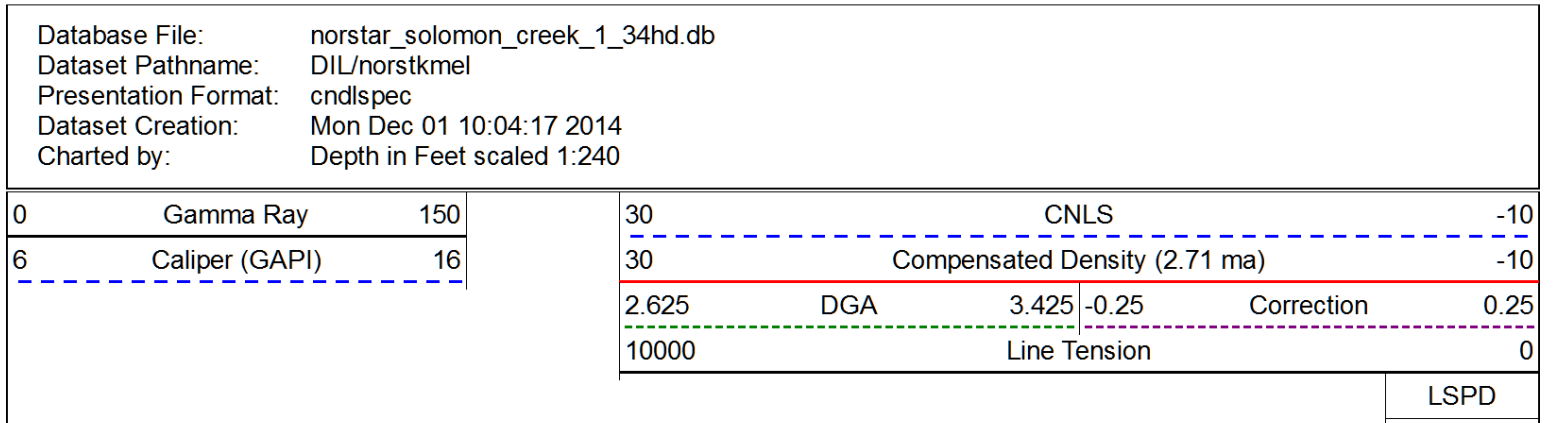 Database File: norstar_solomon_creek_1_34hd.db
Dataset Pathname: DIL/norstkmel
Presentation Format: cndlspec
Dataset Creation: Mon Dec 01 10:04:17 2014
Charted by: Depth in Feet scaled 1:240
0 Gamma Ray 150 30 CNLS -10
6 Caliper (GAPI) 16 30 Compensated Density (2.71 ma) -10
2.625 DGA 3.425 -0.25 Correction 0.25
10000 Line Tension 0
LSPD